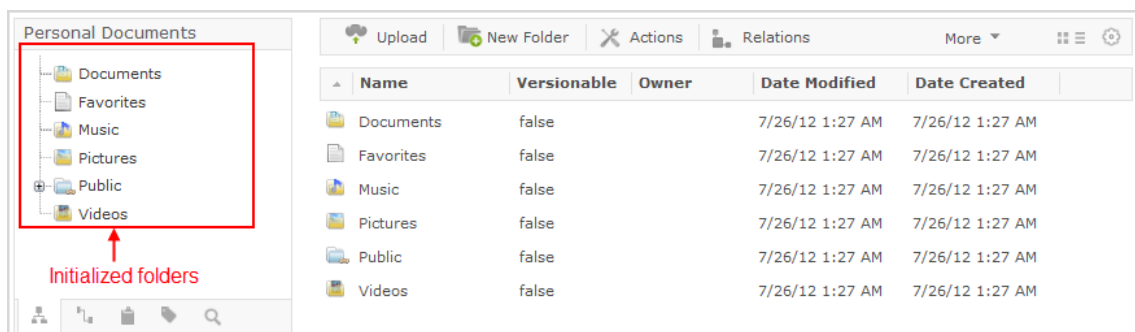 Personal Documents
Documents
Favorites
Music
Pictures
Public
Videos
Initialized folders
Upload New Folder Actions Relations More
Name Versionable Owner Date Modified Date Created
Documents false 7/26/12 1:27 AM 7/26/12 1:27 AM
Favorites false 7/26/12 1:27 AM 7/26/12 1:27 AM
Music false 7/26/12 1:27 AM 7/26/12 1:27 AM
Pictures false 7/26/12 1:27 AM 7/26/12 1:27 AM
Public false 7/26/12 1:27 AM 7/26/12 1:27 AM
Videos false 7/26/12 1:27 AM 7/26/12 1:27 AM